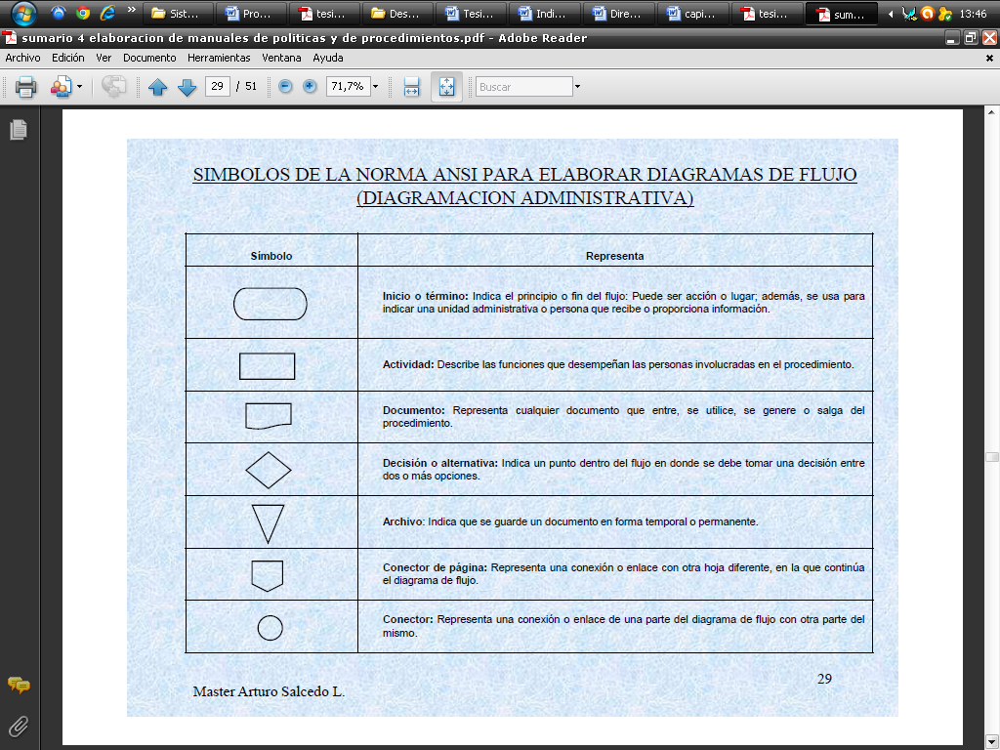 Sist...
Pro...
tesi...
Des...
Tesi...
Indi...
Dire...
capi...
tesi...
sum...
13:46
sumario 4 elaboracion de manuales de politicas y de procedimientos.pdf - Adobe Reader
Archivo Edición Ver Documento Herramientas Ventana Ayuda
29 / 51 71,7% Buscar
SIMBOLOS DE LA NORMA ANSI PARA ELABORAR DIAGRAMAS DE FLUJO
(DIAGRAMACION ADMINISTRATIVA)
Símbolo Representa
Inicio o término: Indica el principio o fin del flujo: Puede ser acción o lugar; además, se usa para
indicar una unidad administrativa o persona que recibe o proporciona información.
Actividad: Describe las funciones que desempeñan las personas involucradas en el procedimiento.
Documento: Representa cualquier documento que entre, se utilice, se genere o salga del
procedimiento.
Decisión o alternativa: Indica un punto dentro del flujo en donde se debe tomar una decisión entre
dos o más opciones.
Archivo: Indica que se guarde un documento en forma temporal o permanente.
Conector de página: Representa una conexión o enlace con otra hoja diferente, en la que continúa
el diagrama de flujo.
Conector: Representa una conexión o enlace de una parte del diagrama de flujo con otra parte del
mismo.
29
Master Arturo Salcedo L.